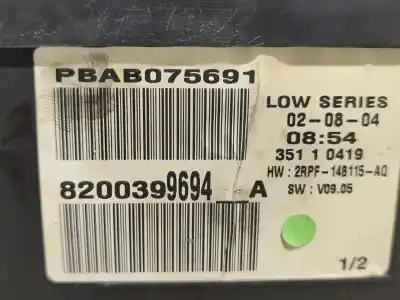 PBAB075691
LOW SERIES
02-08-04
08:54
351 1 0419
HW : 2RPF-14B115-AQ
SW : V09.05
8200399694__A
1/2